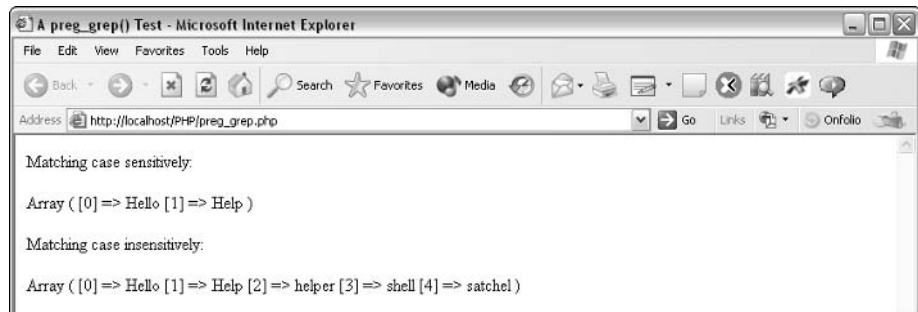 A preg_grep() Test - Microsoft Internet Explorer
File Edit View Favorites Tools Help
Back Search Favorites Media
Address http://localhost/PHP/preg_grep.php Go Links Onfolio
Matching case sensitively:
Array ( [0] => Hello [1] => Help )
Matching case insensitively:
Array ( [0] => Hello [1] => Help [2] => helper [3] => shell [4] => satchel )